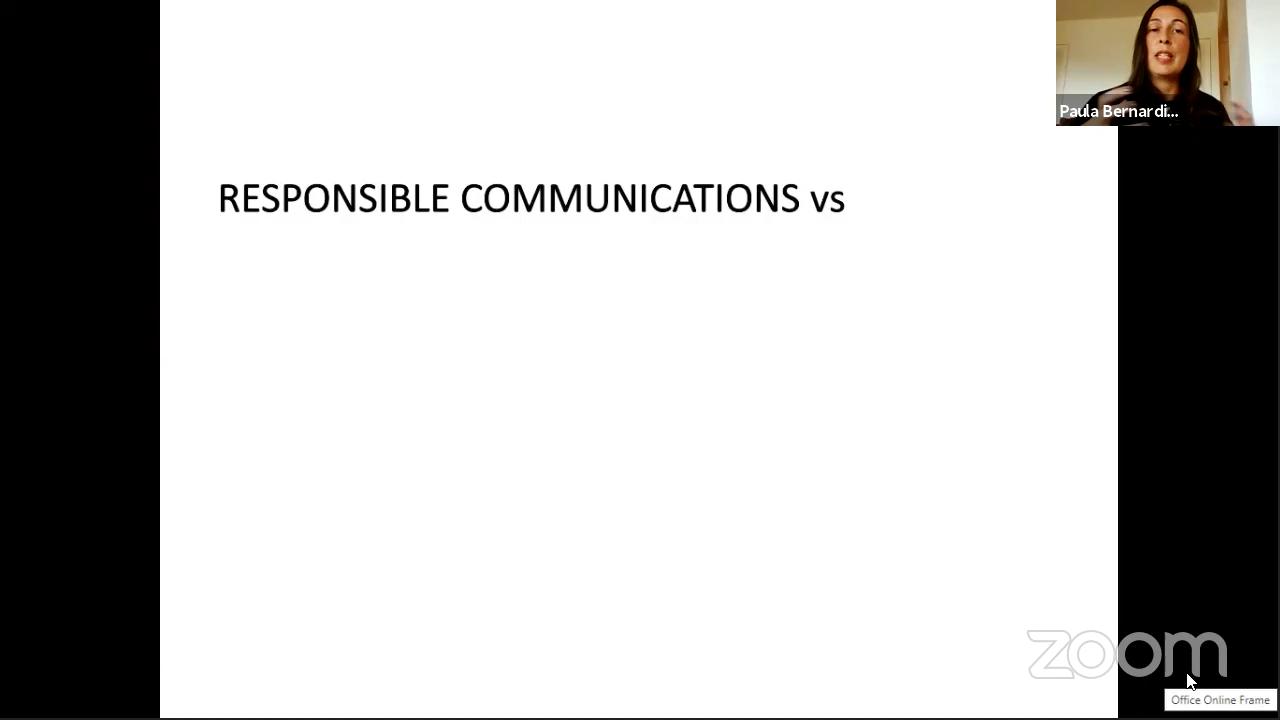 Paula Bernardi...
RESPONSIBLE COMMUNICATIONS vs
zoom
Office Online Frame